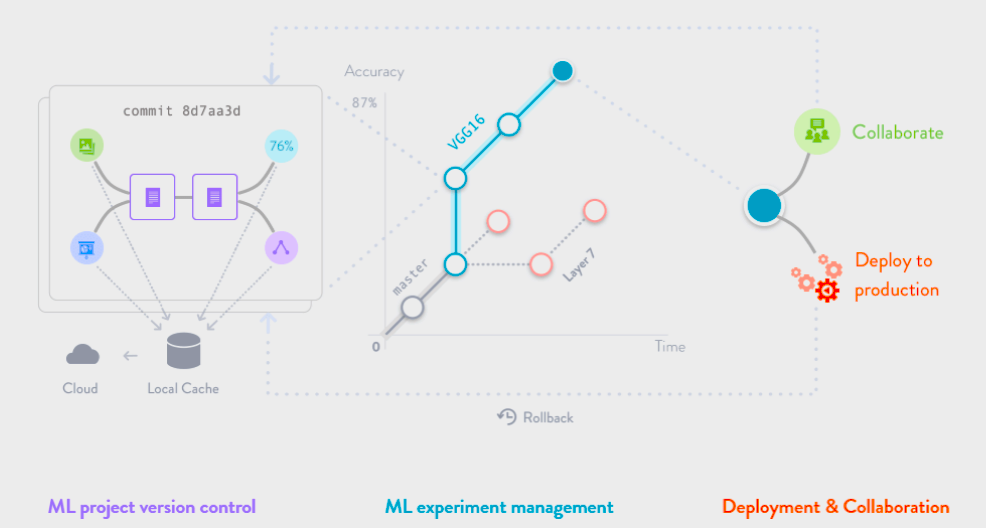 Accuracy
87%
commit 8d7aa3d
76%
VGG16
Collaborate
master
Layer 7
Deploy to
production
0
Time
Cloud
Local Cache
Rollback
ML project version control
ML experiment management
Deployment & Collaboration